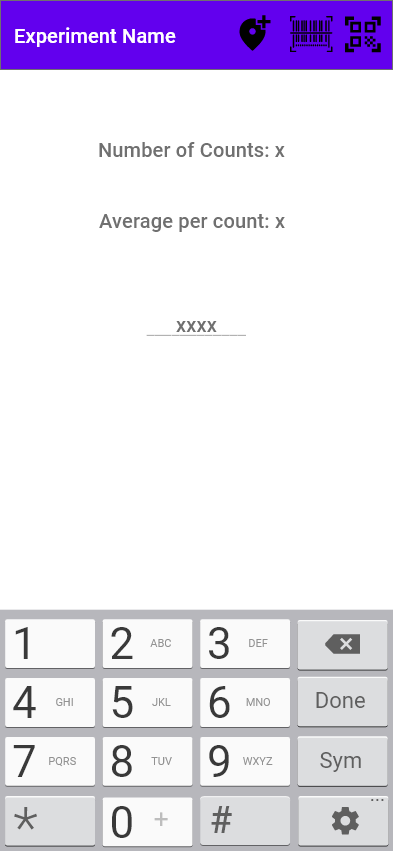 Experiment Name
Number of Counts: x
Average per count: x
xxxx
1 2 ABC 3 DEF
4 GHI 5 JKL 6 MNO Done
7 PQRS 8 TUV 9 WXYZ Sym
* 0 + # ...